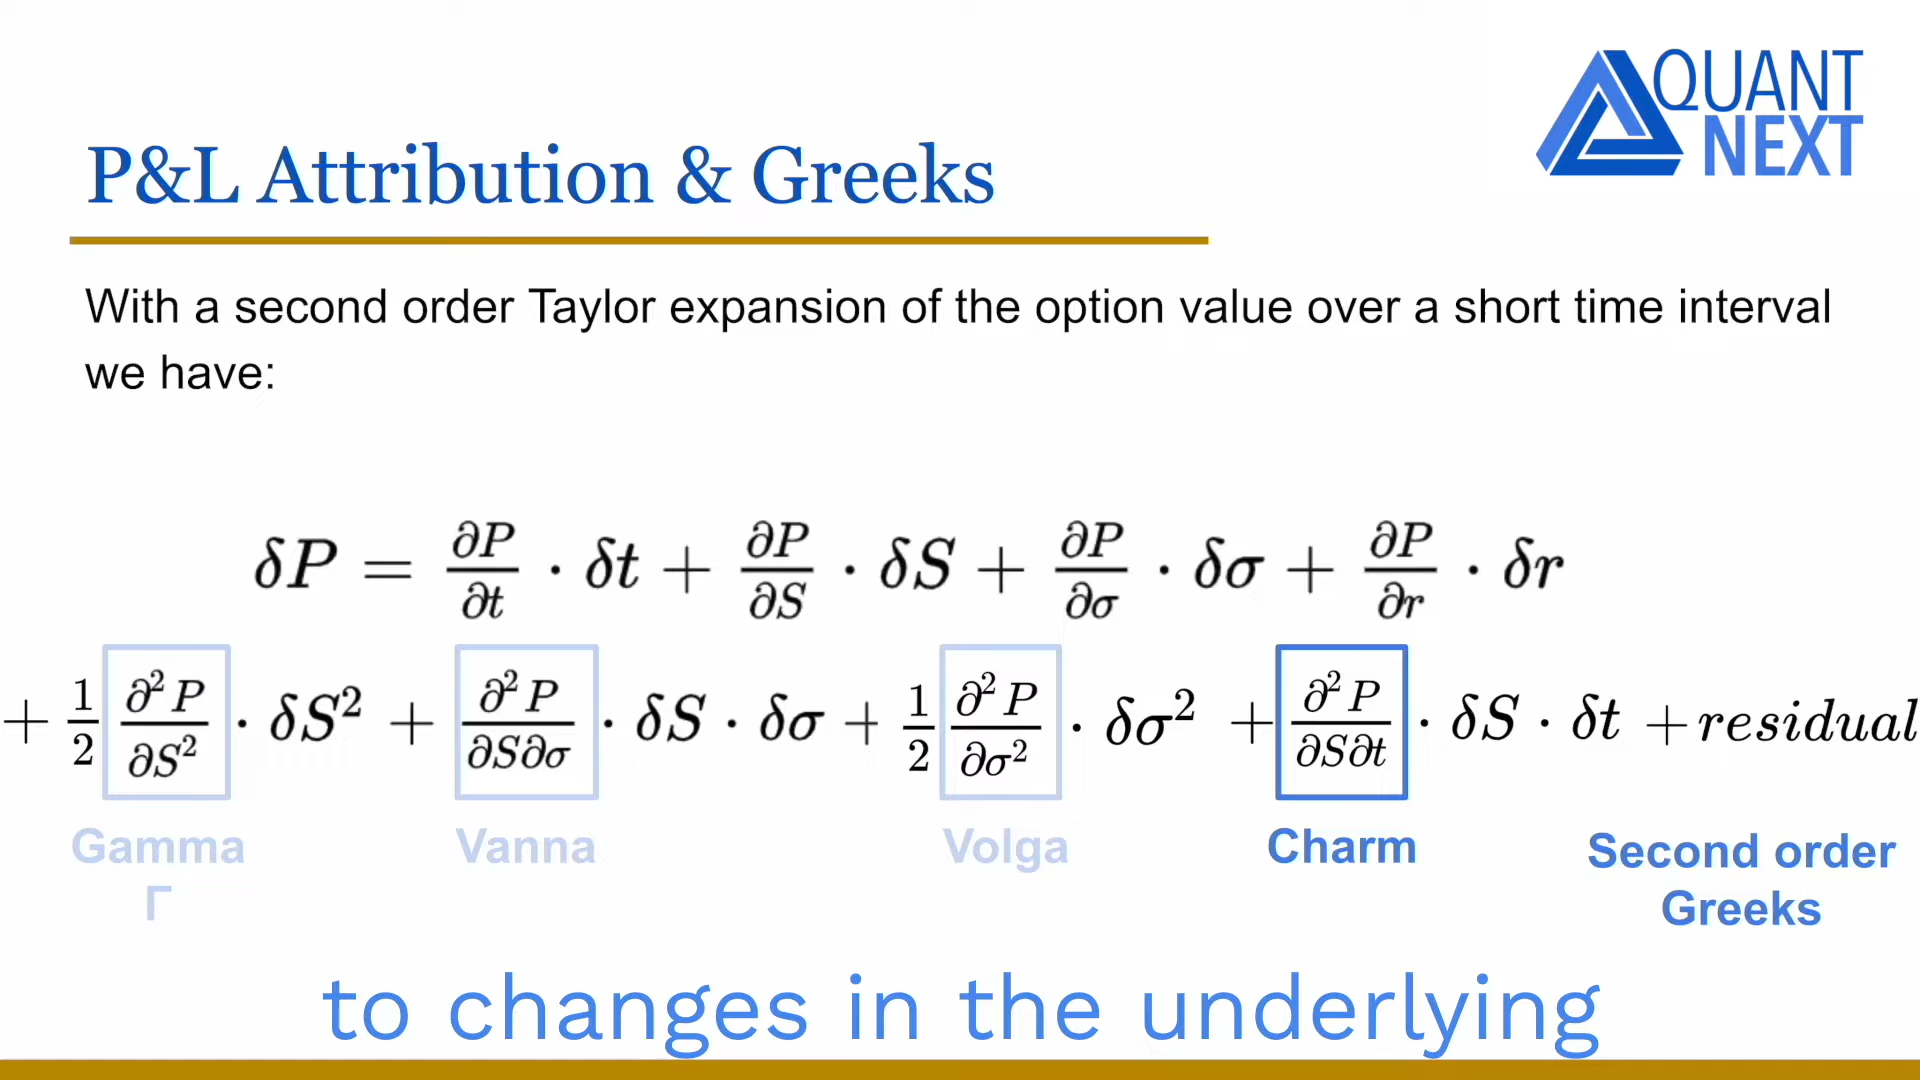 QUANT
NEXT
P&L Attribution & Greeks
With a second order Taylor expansion of the option value over a short time interval
we have:
δP = ∂P/∂t · δt + ∂P/∂S · δS + ∂P/∂σ · δσ + ∂P/∂r · δr
+ 1/2 ∂²P/∂S² · δS² + ∂²P/∂S∂σ · δS · δσ + 1/2 ∂²P/∂σ² · δσ² + ∂²P/∂S∂t · δS · δt + residual
Gamma Vanna Volga Charm Second order
Γ Greeks
to changes in the underlying